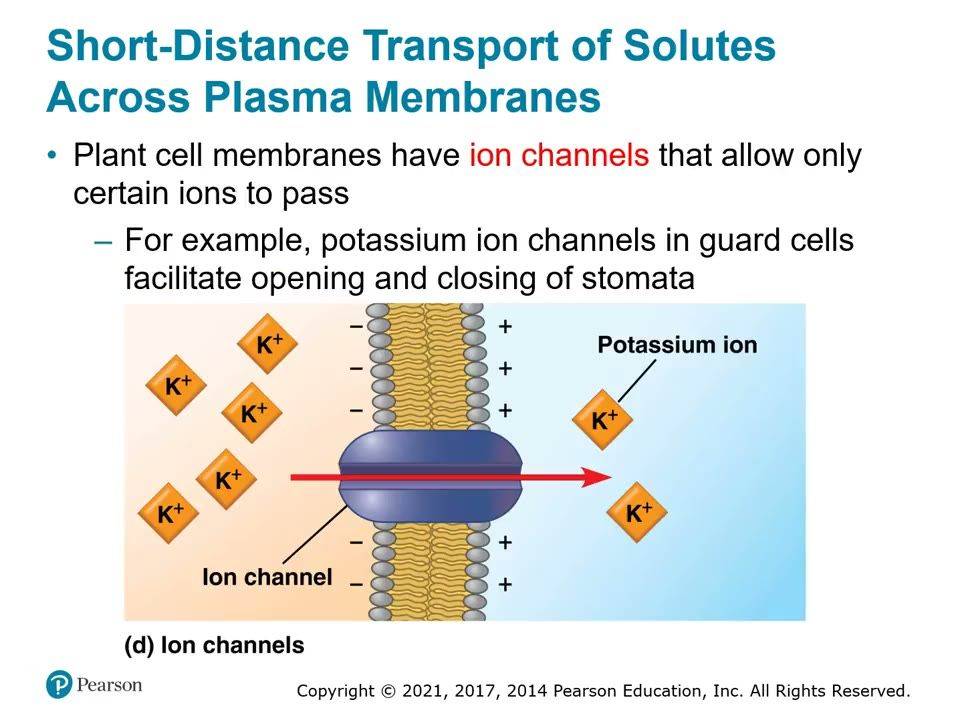 Short-Distance Transport of Solutes
Across Plasma Membranes
• Plant cell membranes have ion channels that allow only
certain ions to pass
– For example, potassium ion channels in guard cells
facilitate opening and closing of stomata
− +
K+ Potassium ion
K+ − +
K+ − + K+
K+
K+ K+
− +
Ion channel − +
(d) Ion channels
P Pearson
Copyright © 2021, 2017, 2014 Pearson Education, Inc. All Rights Reserved.